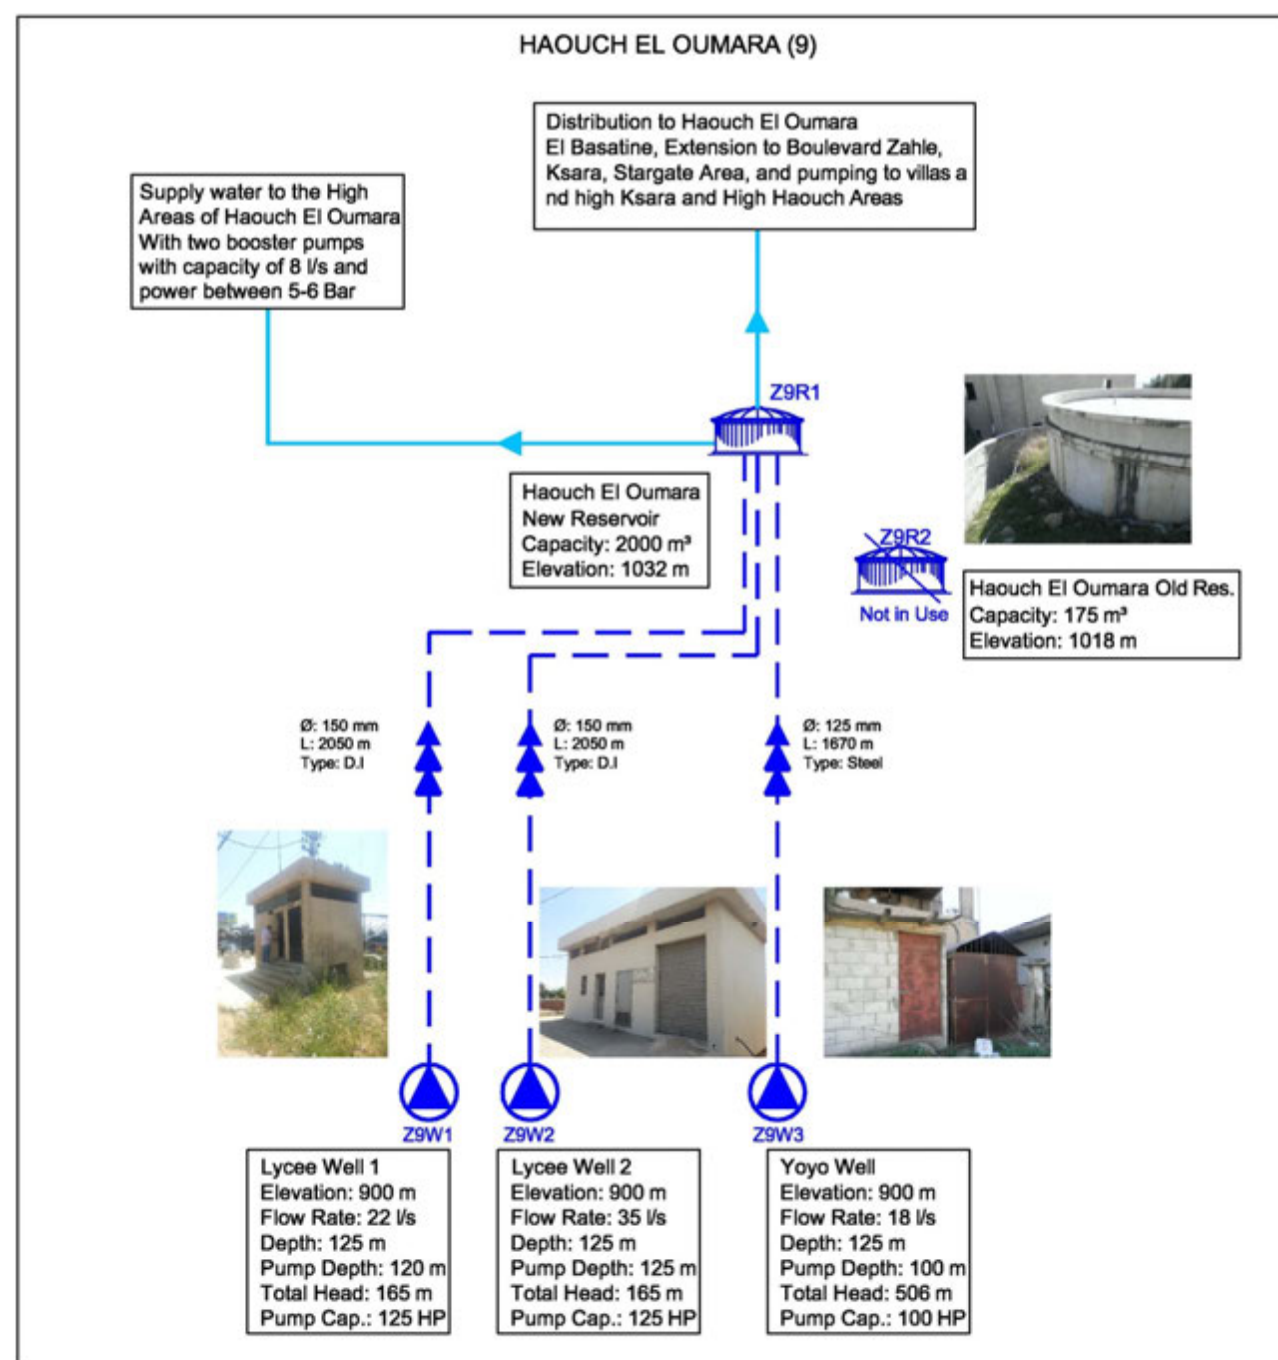 HAOUCH EL OUMARA (9)
Distribution to Haouch El Oumara
El Basatine, Extension to Boulevard Zahle,
Ksara, Stargate Area, and pumping to villas a
nd high Ksara and High Haouch Areas
Supply water to the High
Areas of Haouch El Oumara
With two booster pumps
with capacity of 8 l/s and
power between 5-6 Bar
Z9R1
Haouch El Oumara
New Reservoir
Capacity: 2000 m³
Elevation: 1032 m
Z9R2
Not in Use
Haouch El Oumara Old Res.
Capacity: 175 m³
Elevation: 1018 m
Ø: 150 mm
L: 2050 m
Type: D.I
Ø: 150 mm
L: 2050 m
Type: D.I
Ø: 125 mm
L: 1670 m
Type: Steel
Z9W1
Lycee Well 1
Elevation: 900 m
Flow Rate: 22 l/s
Depth: 125 m
Pump Depth: 120 m
Total Head: 165 m
Pump Cap.: 125 HP
Z9W2
Lycee Well 2
Elevation: 900 m
Flow Rate: 35 l/s
Depth: 125 m
Pump Depth: 125 m
Total Head: 165 m
Pump Cap.: 125 HP
Z9W3
Yoyo Well
Elevation: 900 m
Flow Rate: 18 l/s
Depth: 125 m
Pump Depth: 100 m
Total Head: 506 m
Pump Cap.: 100 HP